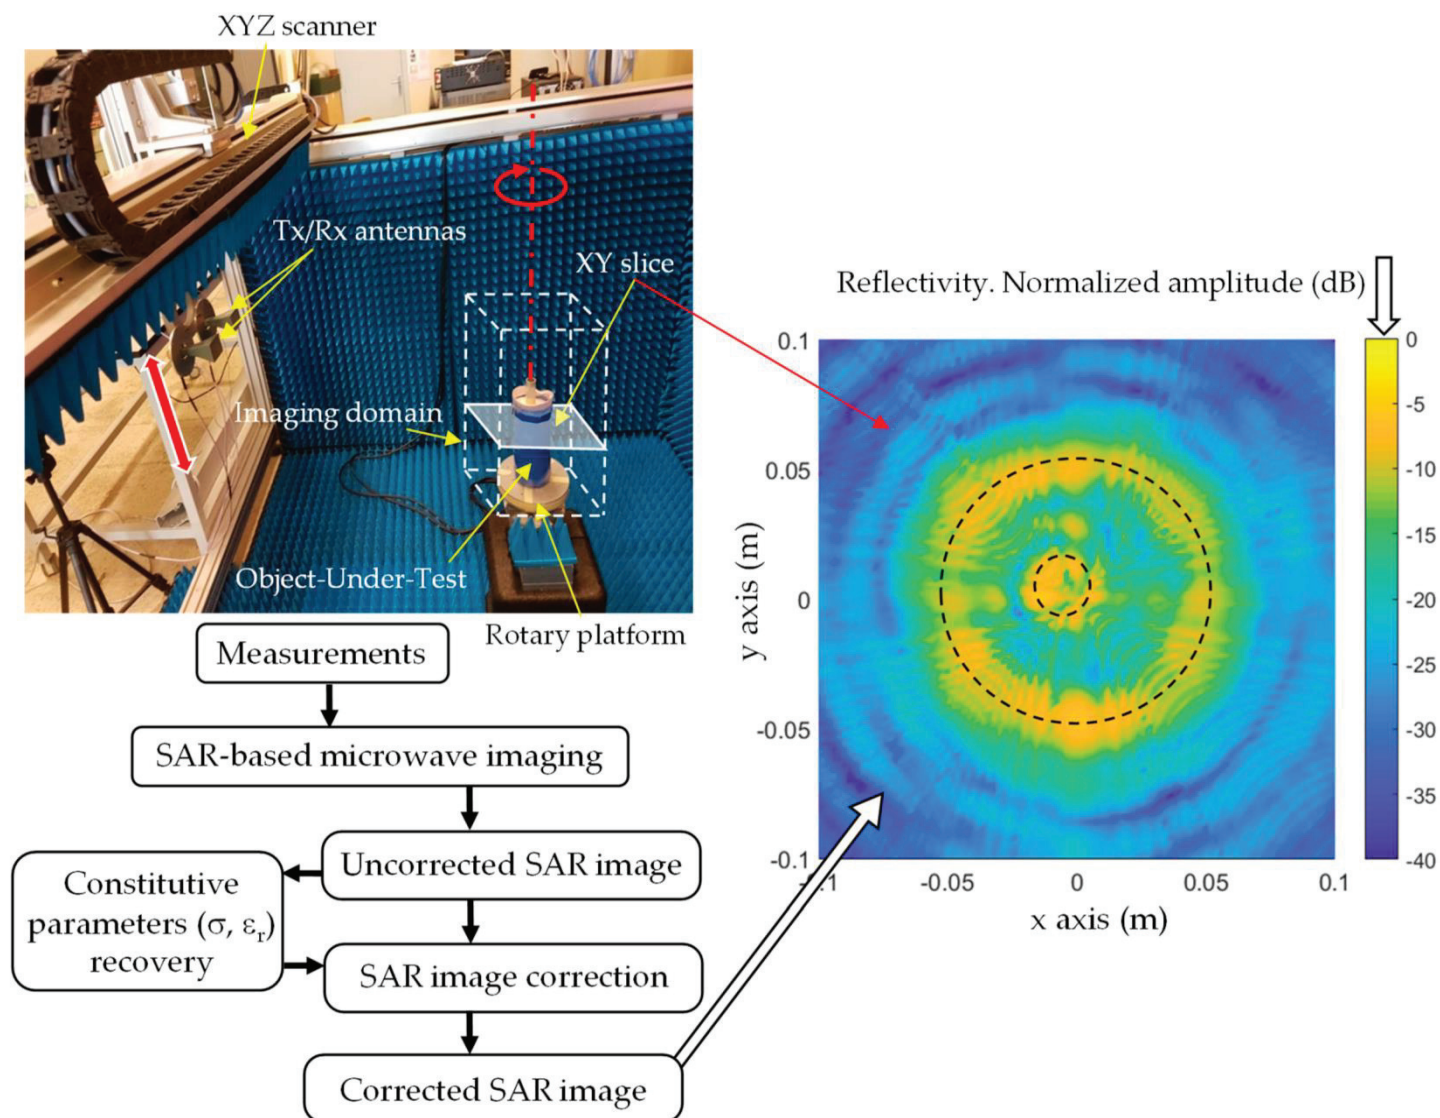 XYZ scanner
Tx/Rx antennas
XY slice
Imaging domain
Object-Under-Test
Rotary platform
Measurements
SAR-based microwave imaging
Uncorrected SAR image
Constitutive
parameters (σ, εr)
recovery
SAR image correction
Corrected SAR image
Reflectivity. Normalized amplitude (dB)
0.1
0.05
0
-0.05
-0.1
y axis (m)
-0.05
0
0.05
0.1
x axis (m)
0
-5
-10
-15
-20
-25
-30
-35
-40